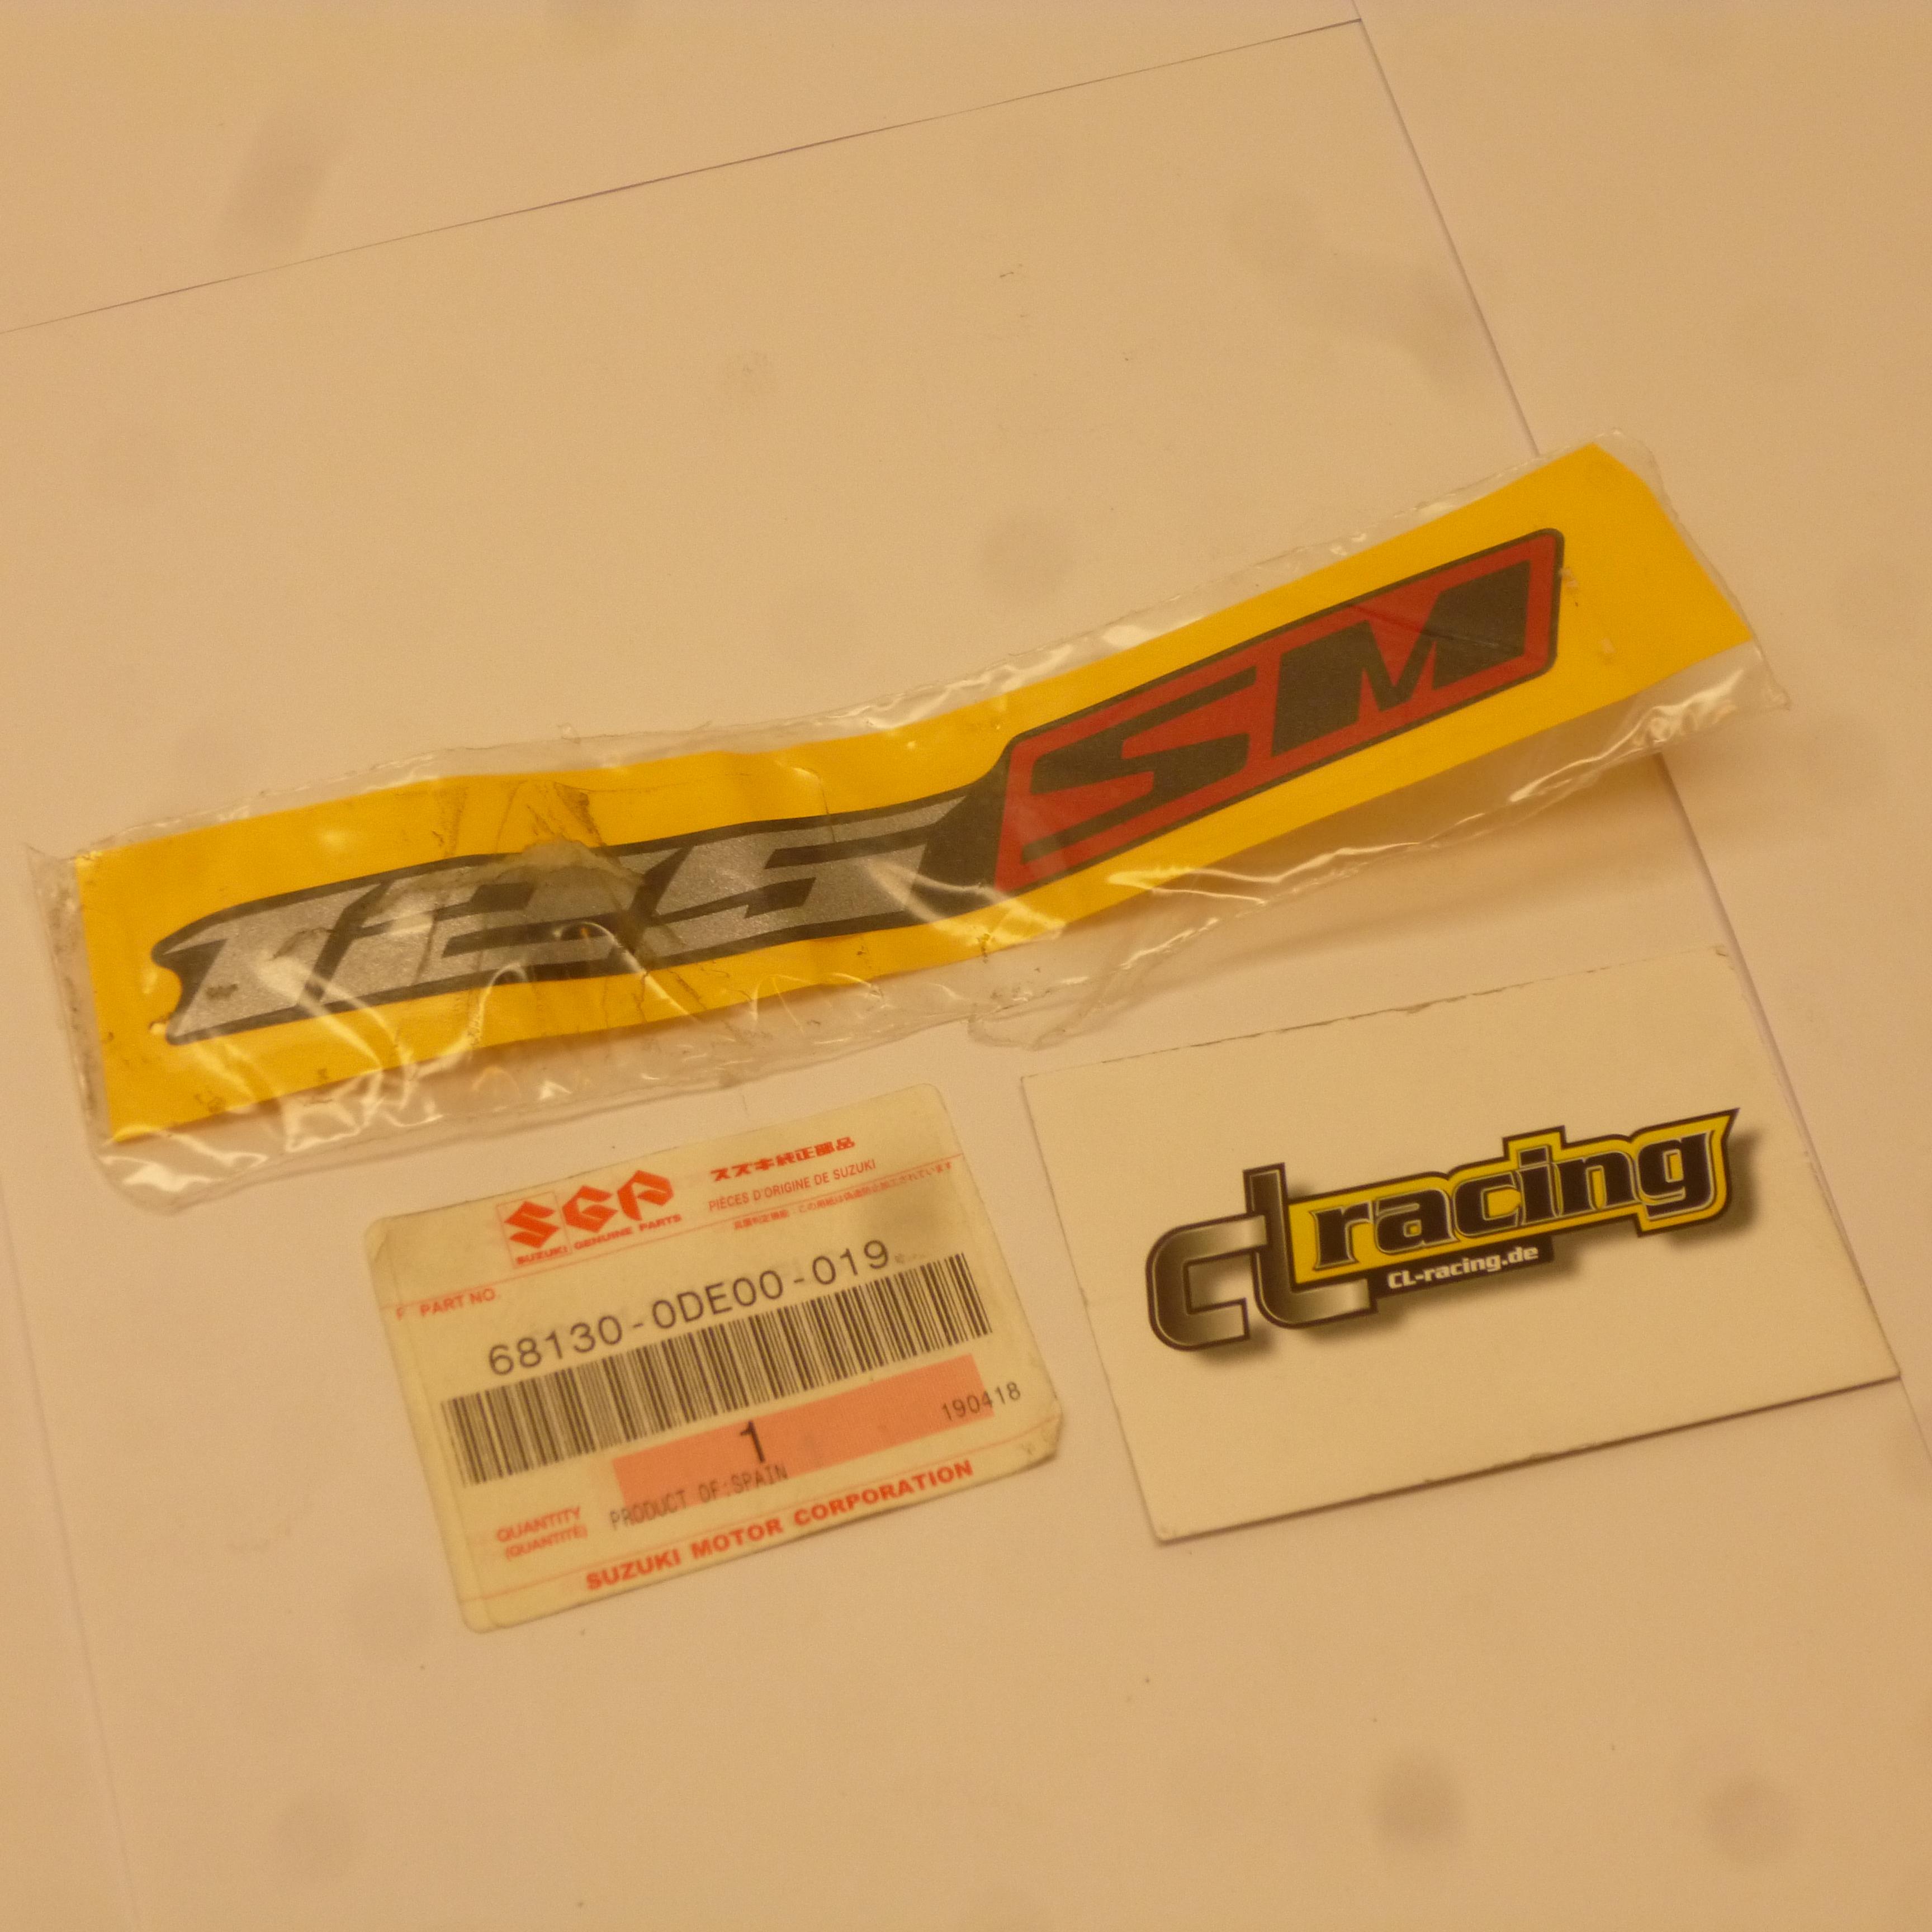 125 SM
SGP
SUZUKI GENUINE PARTS
スズキ純正部品
PIÈCES D'ORIGINE DE SUZUKI
PART NO.
68130-0DE00-019
1
190418
PRODUCT OF:SPAIN
QUANTITY
(QUANTITÉ)
SUZUKI MOTOR CORPORATION
CL racing
CL-racing.de